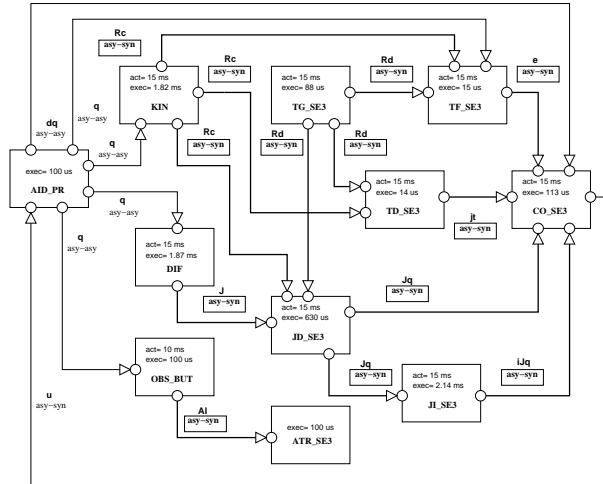 Rc
asy-syn
Rc
asy-syn
Rd
asy-syn
e
asy-syn
act= 15 ms
exec= 1.82 ms
KIN
act= 15 ms
exec= 88 us
TG_SE3
act= 15 ms
exec= 15 us
TF_SE3
q
asy-asy
dq
asy-asy
q
asy-asy
Rc
asy-syn
Rd
asy-syn
Rd
asy-syn
exec= 100 us
AID_PR
act= 15 ms
exec= 14 us
TD_SE3
act= 15 ms
exec= 113 us
CO_SE3
q
asy-asy
jt
asy-syn
q
asy-asy
act= 15 ms
exec= 1.87 ms
DIF
J
asy-syn
Jq
asy-syn
act= 15 ms
exec= 630 us
JD_SE3
act= 10 ms
exec= 100 us
OBS_BUT
Jq
asy-syn
iJq
asy-syn
act= 15 ms
exec= 2.14 ms
JI_SE3
u
asy-syn
Al
asy-syn
exec= 100 us
ATR_SE3